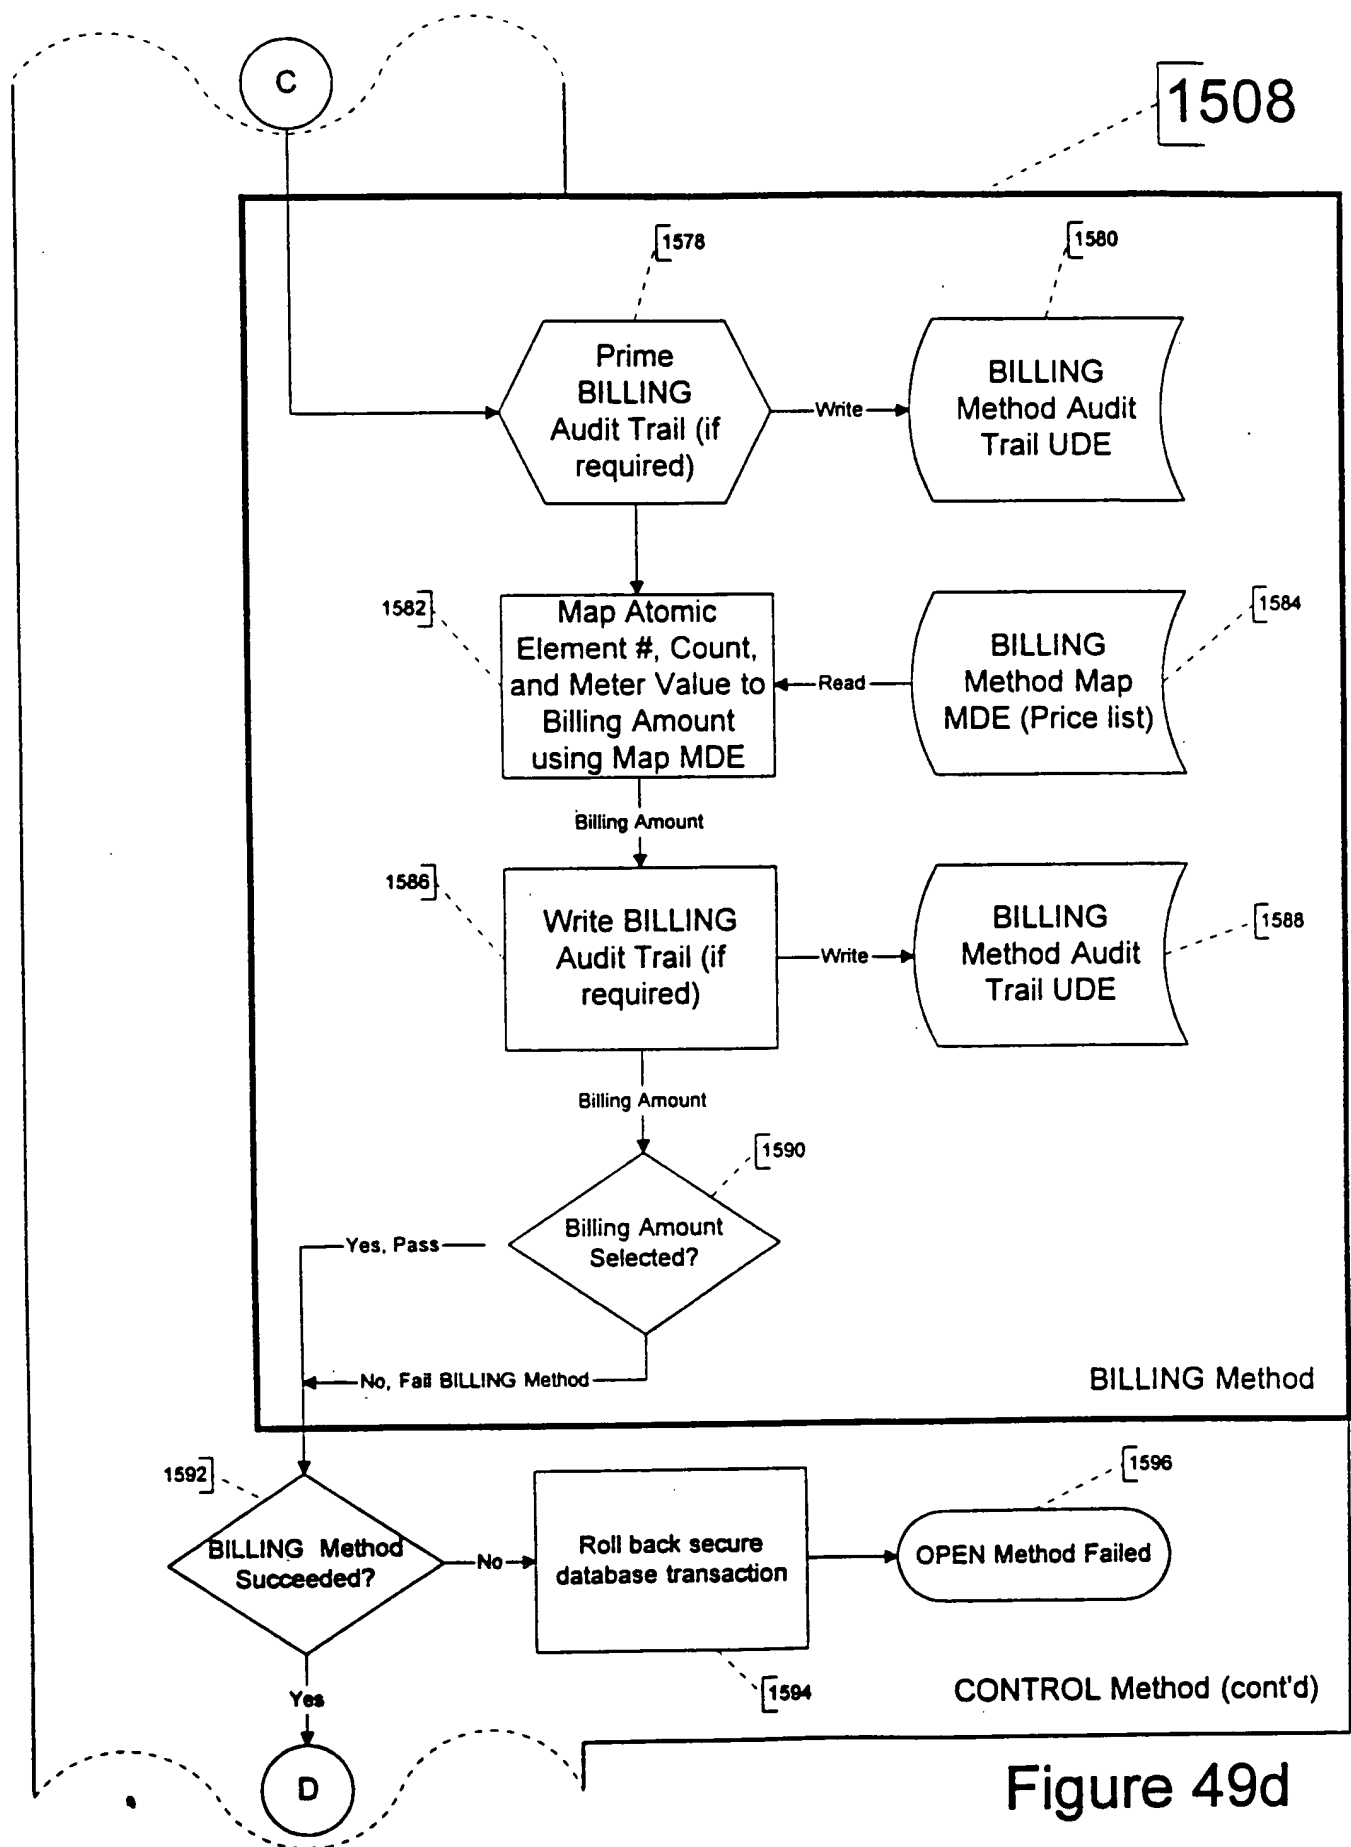 C
1508
1578
1580
Prime
BILLING
Audit Trail (if
required)
Write
BILLING
Method Audit
Trail UDE
1582
Map Atomic
Element #, Count,
and Meter Value to
Billing Amount
using Map MDE
Read
BILLING
Method Map
MDE (Price list)
1584
Billing Amount
1586
Write BILLING
Audit Trail (if
required)
Write
BILLING
Method Audit
Trail UDE
1588
Billing Amount
1590
Billing Amount
Selected?
Yes, Pass
No, Fail BILLING Method
BILLING Method
1592
BILLING Method
Succeeded?
No
Roll back secure
database transaction
1596
OPEN Method Failed
1594
Yes
CONTROL Method (cont'd)
D
Figure 49d